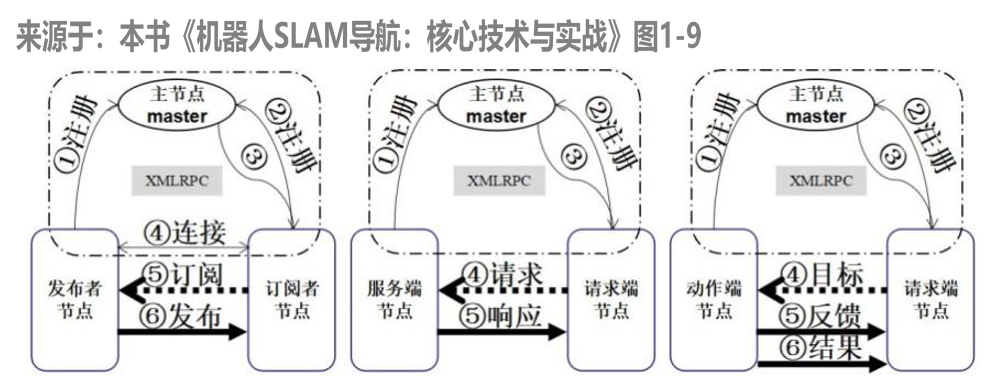 来源于：本书《机器人SLAM导航：核心技术与实战》图1-9
主节点
master
①注册
②注册
③
XMLRPC
④连接
⑤订阅
⑥发布
发布者
节点
订阅者
节点
主节点
master
①注册
②注册
③
XMLRPC
④请求
⑤响应
服务端
节点
请求端
节点
主节点
master
①注册
②注册
③
XMLRPC
④目标
⑤反馈
⑥结果
动作端
节点
请求端
节点